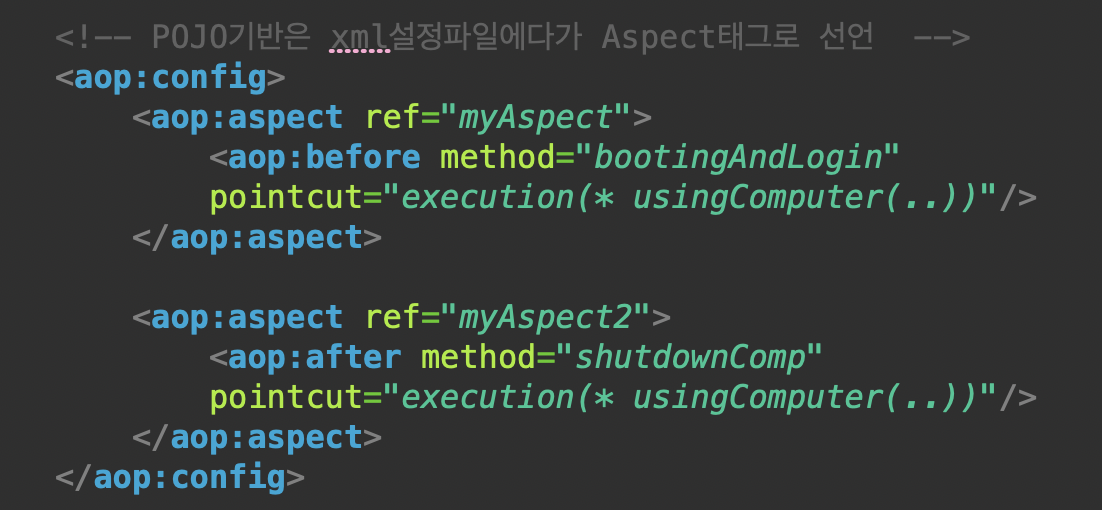 <!-- POJO기반은 xml설정파일에다가 Aspect태그로 선언  -->
<aop:config>
    <aop:aspect ref="myAspect">
        <aop:before method="bootingAndLogin"
        pointcut="execution(* usingComputer(..))"/>
    </aop:aspect>

    <aop:aspect ref="myAspect2">
        <aop:after method="shutdownComp"
        pointcut="execution(* usingComputer(..))"/>
    </aop:aspect>
</aop:config>